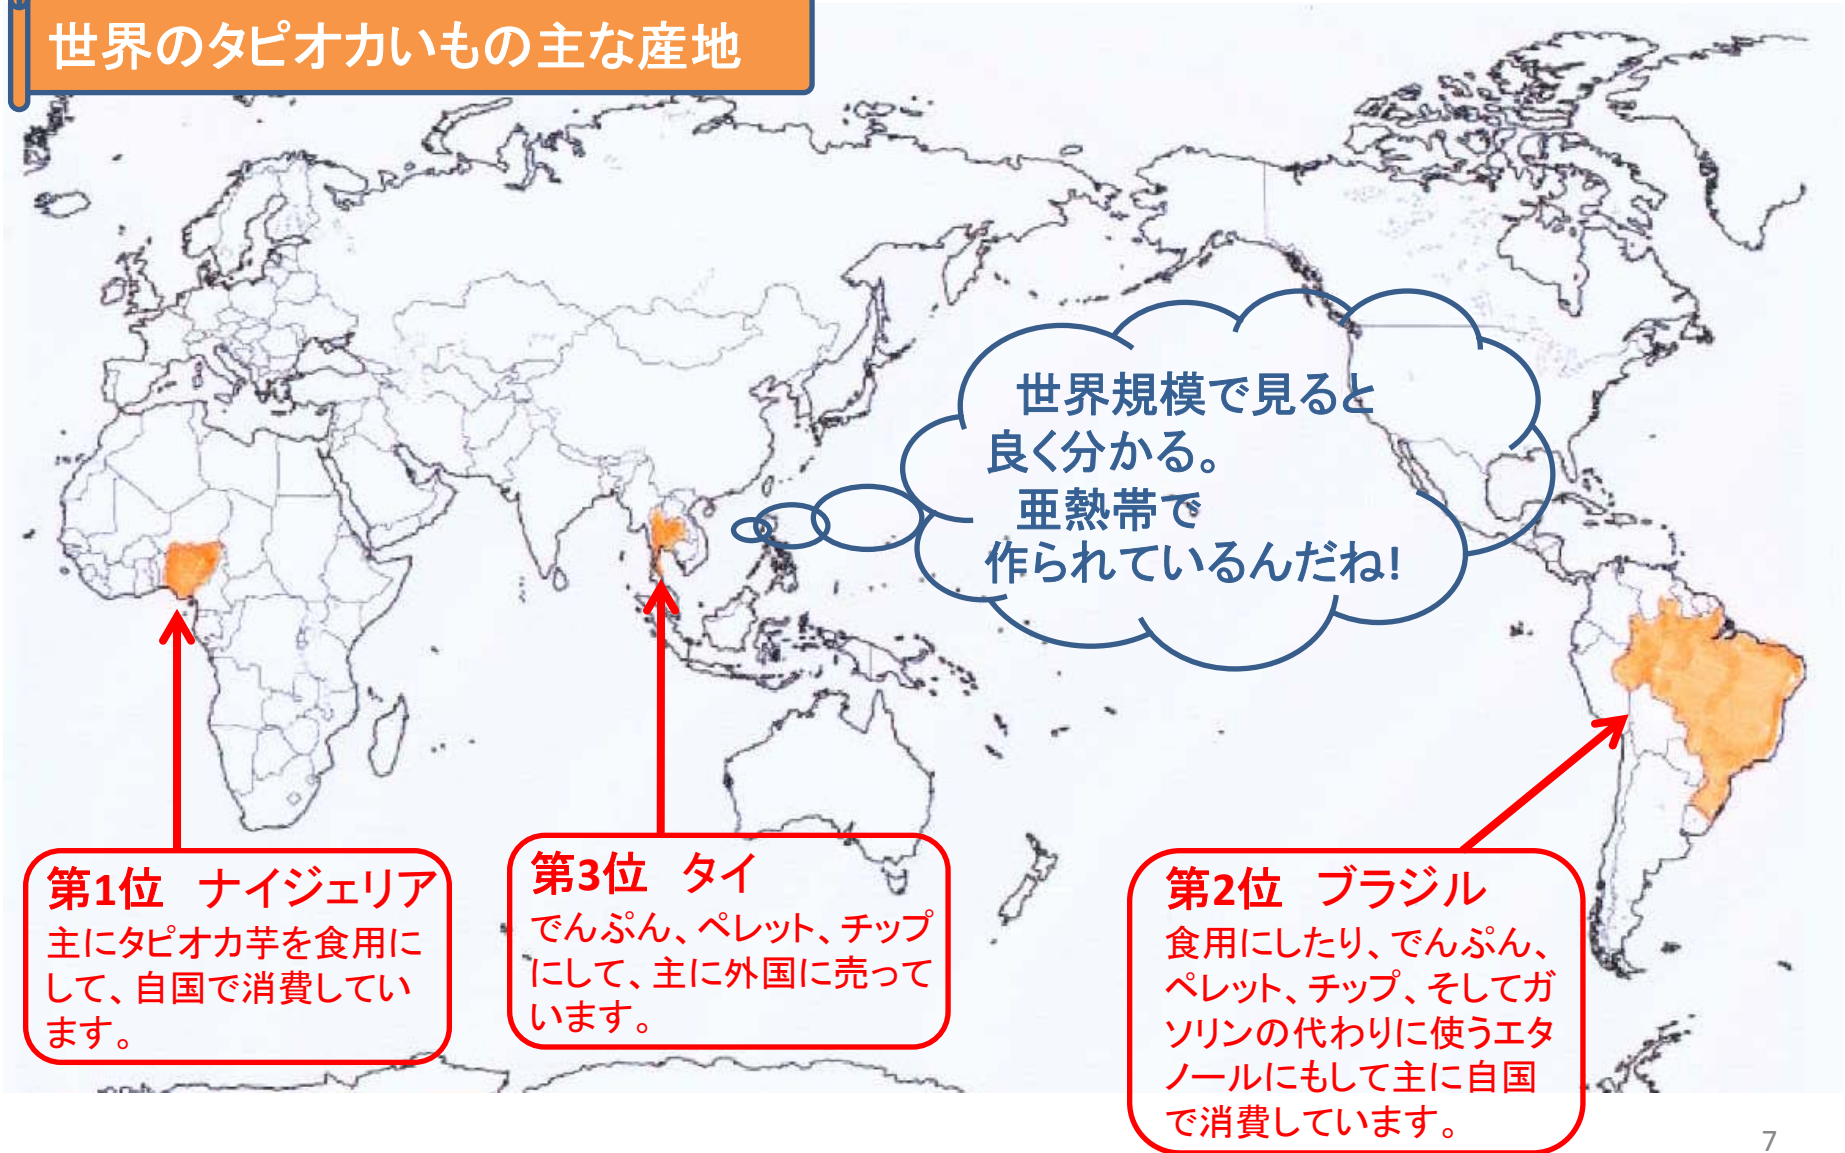 世界のタピオカいもの主な産地
世界規模で見ると
良く分かる。
亜熱帯で
作られているんだね!
第1位　ナイジェリア
主にタピオカ芋を食用に
して、自国で消費してい
ます。
第3位　タイ
でんぷん、ペレット、チップ
にして、主に外国に売って
います。
第2位　ブラジル
食用にしたり、でんぷん、
ペレット、チップ、そしてガ
ソリンの代わりに使うエタ
ノールにもして主に自国
で消費しています。
7